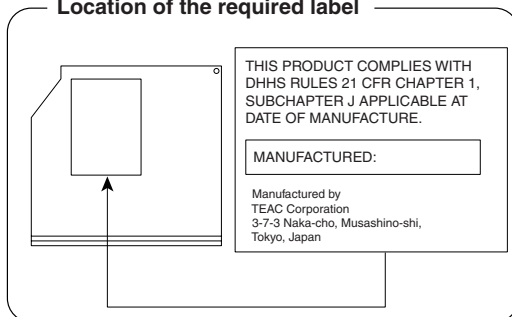 Location of the required label
THIS PRODUCT COMPLIES WITH
DHHS RULES 21 CFR CHAPTER 1,
SUBCHAPTER J APPLICABLE AT
DATE OF MANUFACTURE.
MANUFACTURED:
Manufactured by
TEAC Corporation
3-7-3 Naka-cho, Musashino-shi,
Tokyo, Japan